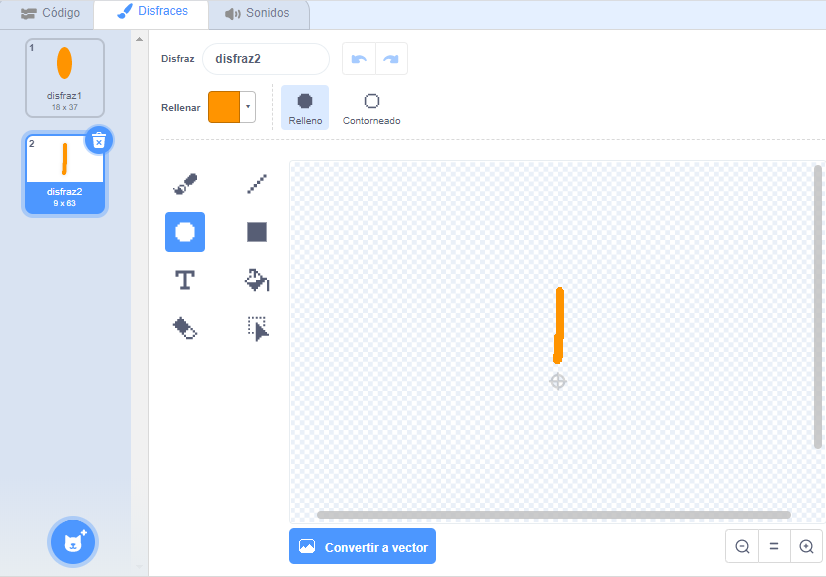 Código
Disfraces
Sonidos
1
disfraz1
18 x 37
2
disfraz2
9 x 63
Disfraz
disfraz2
Rellenar
Relleno
Contorneado
T
Convertir a vector